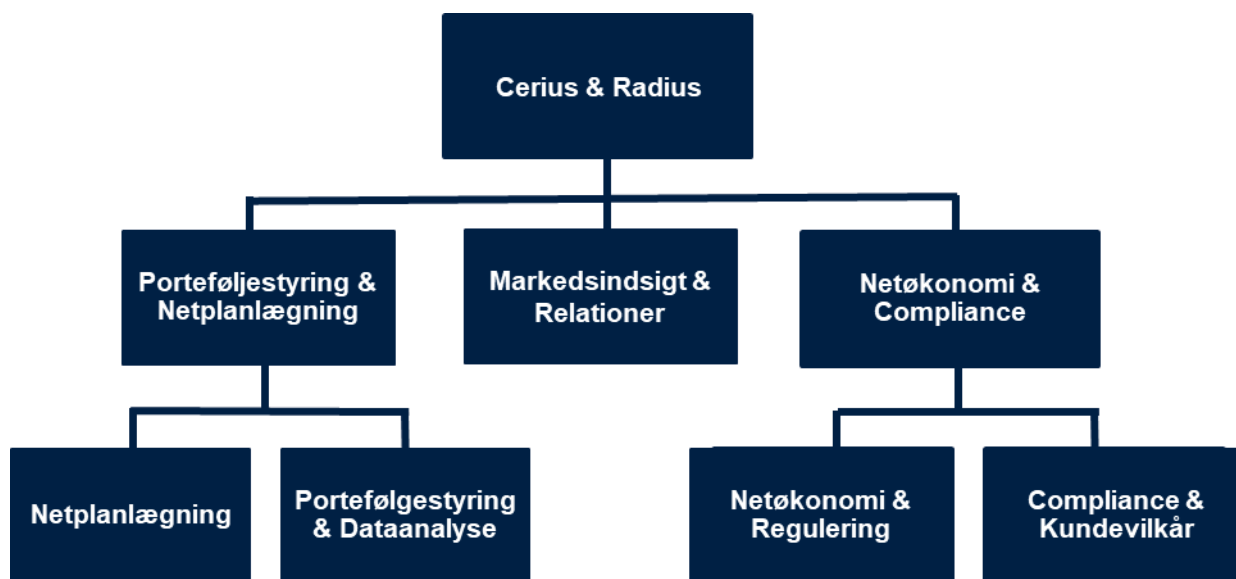 Cerius & Radius
Porteføljestyring &
Netplanlægning
Markedsindsigt &
Relationer
Netøkonomi &
Compliance
Netplanlægning
Portefølgestyring
& Dataanalyse
Netøkonomi &
Regulering
Compliance &
Kundevilkår